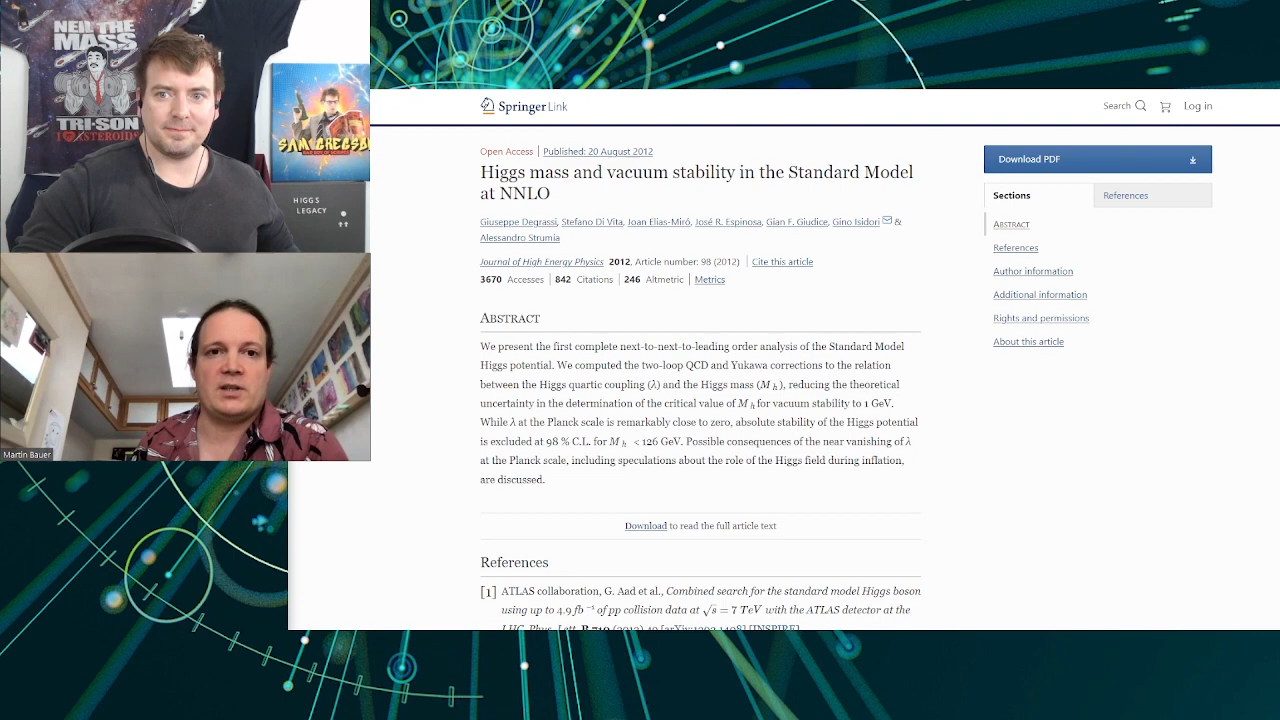 NEIL THE
MASS
TRI-SON
I ASTEROIDS
SAM GREGSON
HIGGS
LEGACY
Martin Bauer
Springer Link
Search
Log in
Open Access | Published: 20 August 2012
Higgs mass and vacuum stability in the Standard Model
at NNLO
Giuseppe Degrassi, Stefano Di Vita, Joan Elias-Miró, José R. Espinosa, Gian F. Giudice, Gino Isidori &
Alessandro Strumia
Journal of High Energy Physics 2012, Article number: 98 (2012) | Cite this article
3670 Accesses | 842 Citations | 246 Altmetric | Metrics
ABSTRACT
We present the first complete next-to-next-to-leading order analysis of the Standard Model
Higgs potential. We computed the two-loop QCD and Yukawa corrections to the relation
between the Higgs quartic coupling (λ) and the Higgs mass (M h), reducing the theoretical
uncertainty in the determination of the critical value of M h for vacuum stability to 1 GeV.
While λ at the Planck scale is remarkably close to zero, absolute stability of the Higgs potential
is excluded at 98 % C.L. for M h < 126 GeV. Possible consequences of the near vanishing of λ
at the Planck scale, including speculations about the role of the Higgs field during inflation,
are discussed.
Download to read the full article text
References
[1] ATLAS collaboration, G. Aad et al., Combined search for the standard model Higgs boson
using up to 4.9 fb −1 of pp collision data at √s = 7 TeV with the ATLAS detector at the
Download PDF
Sections
References
ABSTRACT
References
Author information
Additional information
Rights and permissions
About this article